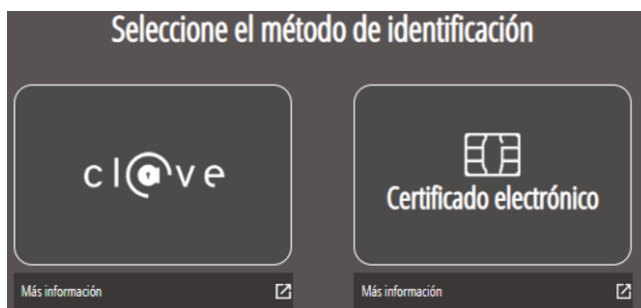 Seleccione el método de identificación
cl@ve
Certificado electrónico
Más información
Más información